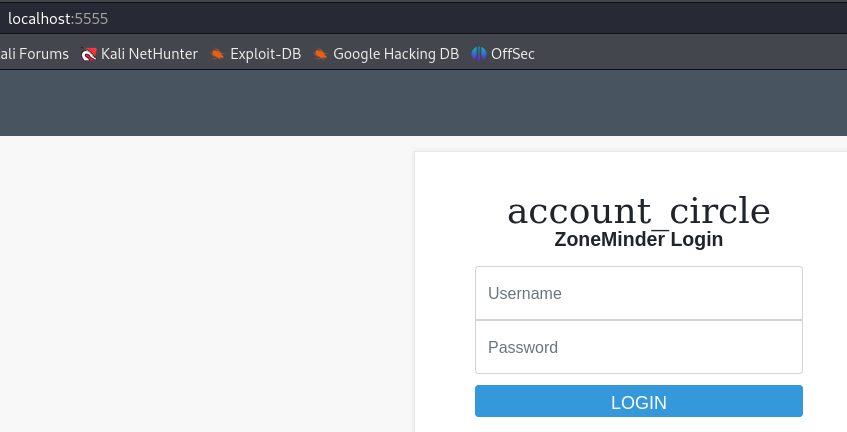 localhost:5555
ali Forums Kali NetHunter Exploit-DB Google Hacking DB OffSec
account_circle
ZoneMinder Login
Username
Password
LOGIN